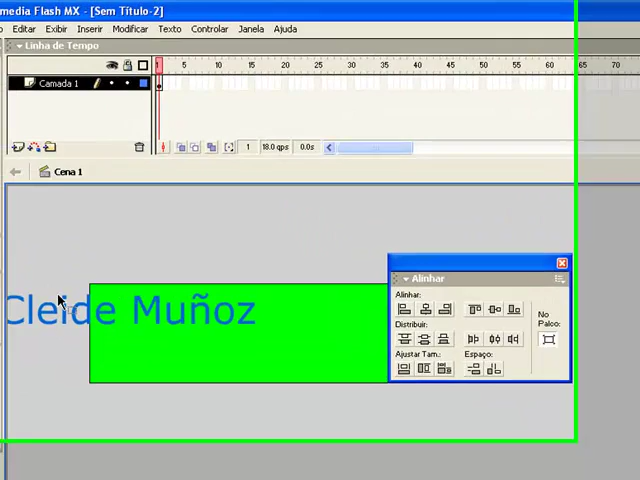 media Flash MX - [Sem Título-2]
Editar Exibir Inserir Modificar Texto Controlar Janela Ajuda
Linha de Tempo
1 5 10 15 20 25 30 35 40 45 50 55 60 65 70
Camada 1
1 18.0 qps 0.0s
Cena 1
Alinhar
Alinhar:
Distribuir:
No
Palco:
Ajustar Tam.: Espaço:
Cleide Muñoz